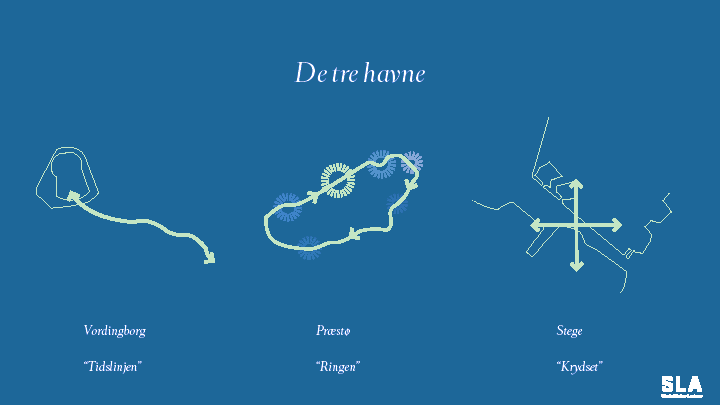 De tre havne
Vordingborg
Præstø
Stege
“Tidslinjen”
“Ringen”
“Krydset”
SLA